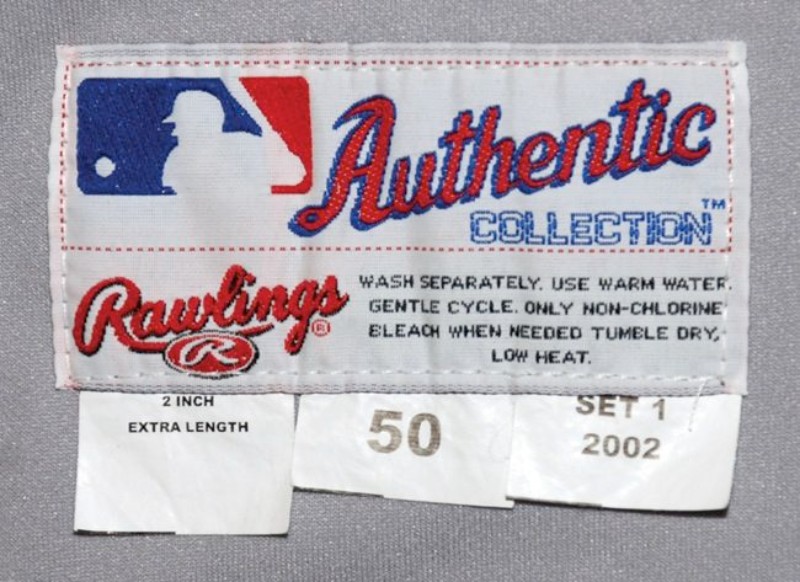 Authentic
COLLECTION™
Rawlings®
R
WASH SEPARATELY. USE WARM WATER.
GENTLE CYCLE. ONLY NON-CHLORINE
BLEACH WHEN NEEDED TUMBLE DRY,
LOW HEAT.
2 INCH
EXTRA LENGTH
50
SET 1
2002